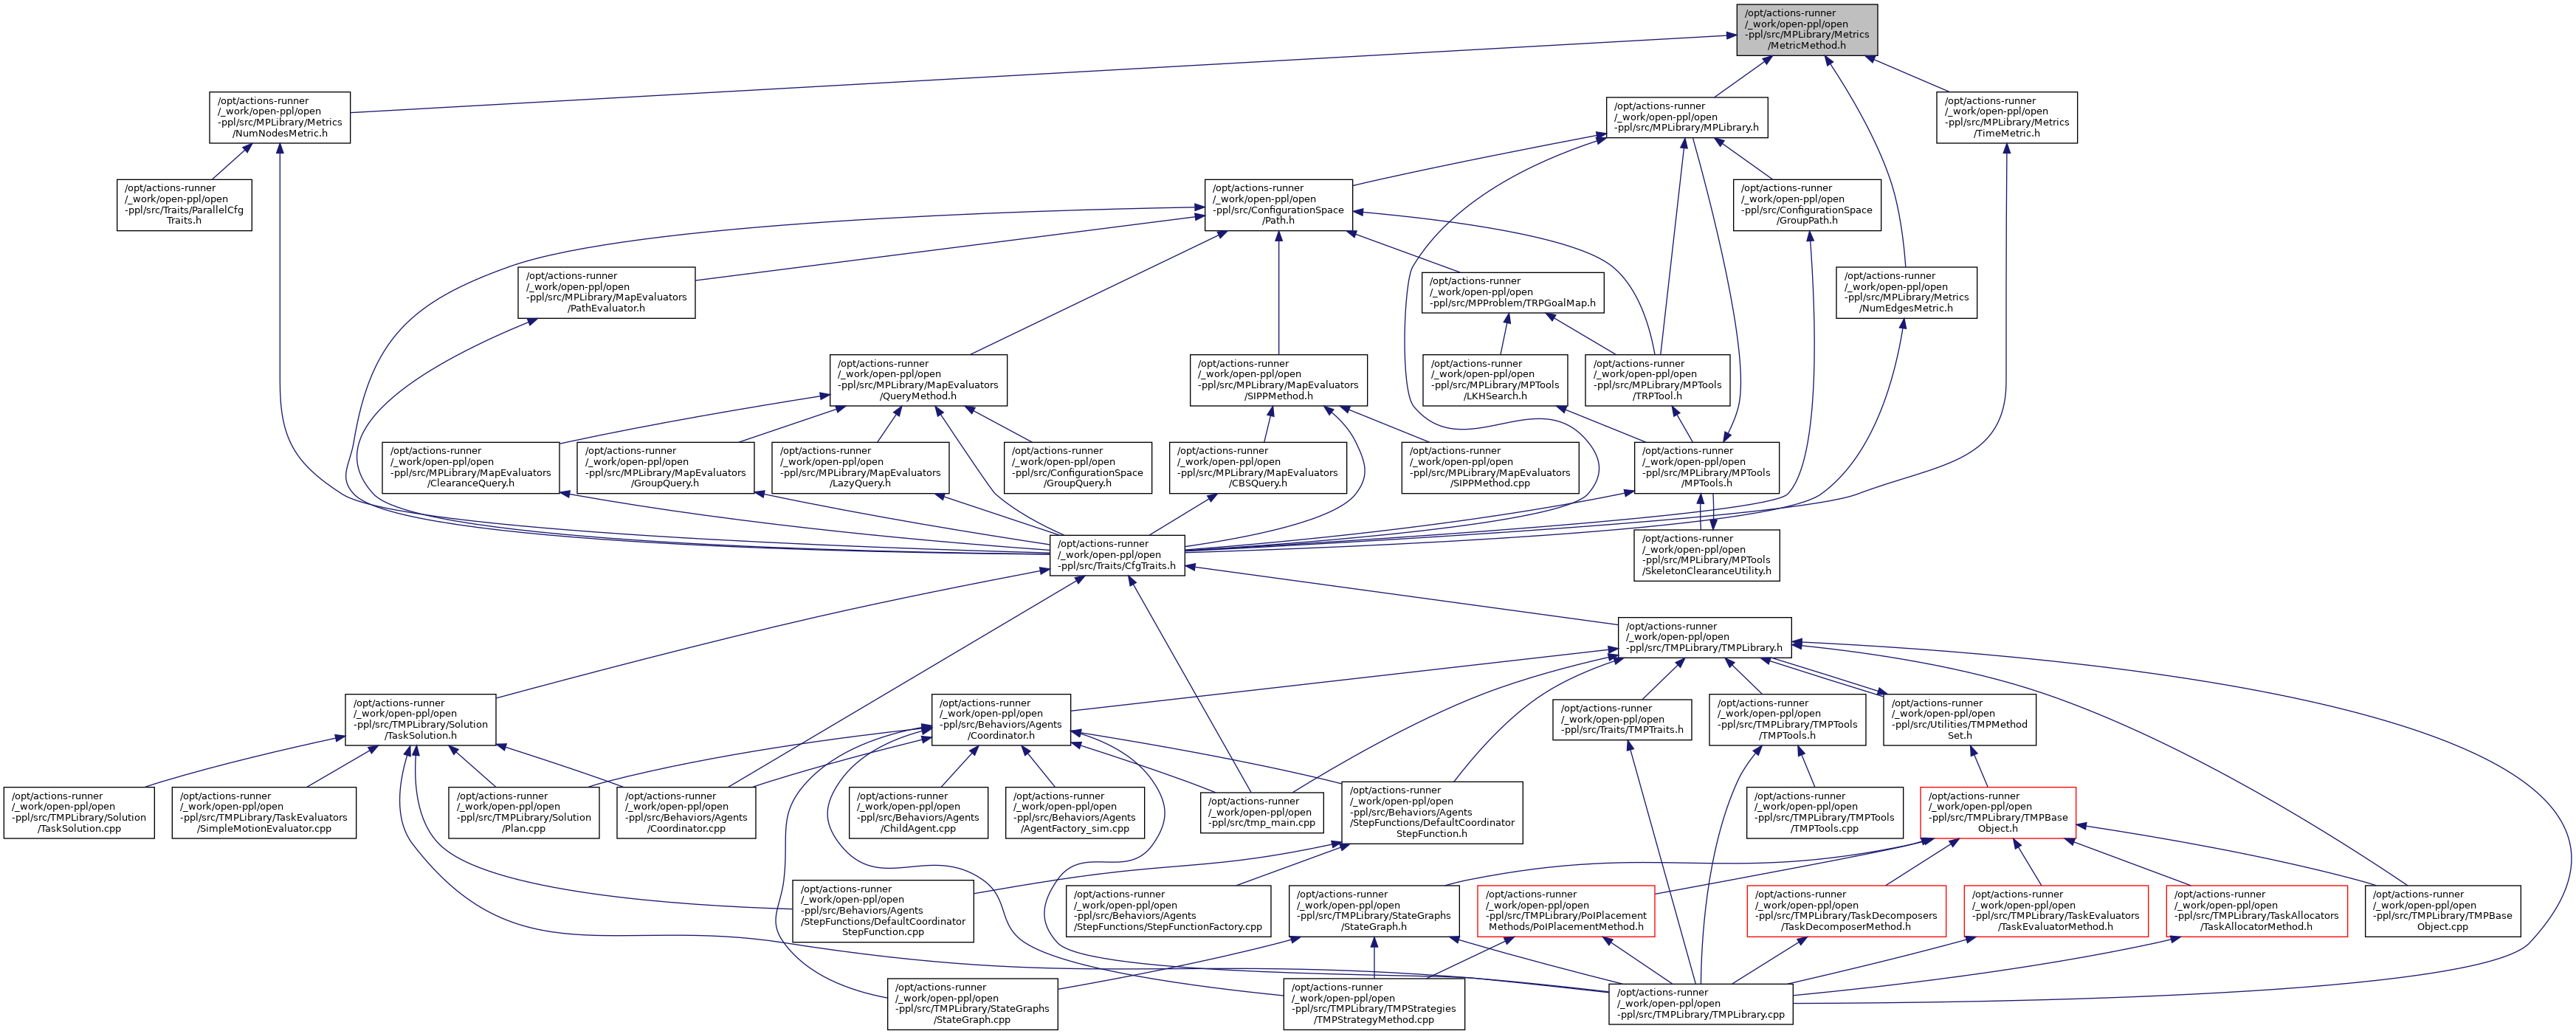 /opt/actions-runner
/_work/open-ppl/open
-ppl/src/MPLibrary/Metrics
/MetricMethod.h
/opt/actions-runner
/_work/open-ppl/open
-ppl/src/MPLibrary/Metrics
/NumNodesMetric.h
/opt/actions-runner
/_work/open-ppl/open
-ppl/src/MPLibrary/MPLibrary.h
/opt/actions-runner
/_work/open-ppl/open
-ppl/src/MPLibrary/Metrics
/TimeMetric.h
/opt/actions-runner
/_work/open-ppl/open
-ppl/src/Traits/ParallelCfg
Traits.h
/opt/actions-runner
/_work/open-ppl/open
-ppl/src/ConfigurationSpace
/Path.h
/opt/actions-runner
/_work/open-ppl/open
-ppl/src/ConfigurationSpace
/GroupPath.h
/opt/actions-runner
/_work/open-ppl/open
-ppl/src/MPLibrary/MapEvaluators
/PathEvaluator.h
/opt/actions-runner
/_work/open-ppl/open
-ppl/src/MPProblem/TRPGoalMap.h
/opt/actions-runner
/_work/open-ppl/open
-ppl/src/MPLibrary/Metrics
/NumEdgesMetric.h
/opt/actions-runner
/_work/open-ppl/open
-ppl/src/MPLibrary/MapEvaluators
/QueryMethod.h
/opt/actions-runner
/_work/open-ppl/open
-ppl/src/MPLibrary/MapEvaluators
/SIPPMethod.h
/opt/actions-runner
/_work/open-ppl/open
-ppl/src/MPLibrary/MPTools
/LKHSearch.h
/opt/actions-runner
/_work/open-ppl/open
-ppl/src/MPLibrary/MPTools
/TRPTool.h
/opt/actions-runner
/_work/open-ppl/open
-ppl/src/MPLibrary/MapEvaluators
/ClearanceQuery.h
/opt/actions-runner
/_work/open-ppl/open
-ppl/src/MPLibrary/MapEvaluators
/GroupQuery.h
/opt/actions-runner
/_work/open-ppl/open
-ppl/src/MPLibrary/MapEvaluators
/LazyQuery.h
/opt/actions-runner
/_work/open-ppl/open
-ppl/src/ConfigurationSpace
/GroupQuery.h
/opt/actions-runner
/_work/open-ppl/open
-ppl/src/MPLibrary/MapEvaluators
/CBSQuery.h
/opt/actions-runner
/_work/open-ppl/open
-ppl/src/MPLibrary/MapEvaluators
/SIPPMethod.cpp
/opt/actions-runner
/_work/open-ppl/open
-ppl/src/MPLibrary/MPTools
/MPTools.h
/opt/actions-runner
/_work/open-ppl/open
-ppl/src/Traits/CfgTraits.h
/opt/actions-runner
/_work/open-ppl/open
-ppl/src/MPLibrary/MPTools
/SkeletonClearanceUtility.h
/opt/actions-runner
/_work/open-ppl/open
-ppl/src/TMPLibrary/TMPLibrary.h
/opt/actions-runner
/_work/open-ppl/open
-ppl/src/TMPLibrary/Solution
/TaskSolution.h
/opt/actions-runner
/_work/open-ppl/open
-ppl/src/Behaviors/Agents
/Coordinator.h
/opt/actions-runner
/_work/open-ppl/open
-ppl/src/Traits/TMPTraits.h
/opt/actions-runner
/_work/open-ppl/open
-ppl/src/TMPLibrary/TMPTools
/TMPTools.h
/opt/actions-runner
/_work/open-ppl/open
-ppl/src/Utilities/TMPMethod
Set.h
/opt/actions-runner
/_work/open-ppl/open
-ppl/src/TMPLibrary/Solution
/TaskSolution.cpp
/opt/actions-runner
/_work/open-ppl/open
-ppl/src/TMPLibrary/TaskEvaluators
/SimpleMotionEvaluator.cpp
/opt/actions-runner
/_work/open-ppl/open
-ppl/src/TMPLibrary/Solution
/Plan.cpp
/opt/actions-runner
/_work/open-ppl/open
-ppl/src/Behaviors/Agents
/Coordinator.cpp
/opt/actions-runner
/_work/open-ppl/open
-ppl/src/Behaviors/Agents
/ChildAgent.cpp
/opt/actions-runner
/_work/open-ppl/open
-ppl/src/Behaviors/Agents
/AgentFactory_sim.cpp
/opt/actions-runner
/_work/open-ppl/open
-ppl/src/tmp_main.cpp
/opt/actions-runner
/_work/open-ppl/open
-ppl/src/Behaviors/Agents
/StepFunctions/DefaultCoordinator
StepFunction.h
/opt/actions-runner
/_work/open-ppl/open
-ppl/src/TMPLibrary/TMPTools
/TMPTools.cpp
/opt/actions-runner
/_work/open-ppl/open
-ppl/src/TMPLibrary/TMPBase
Object.h
/opt/actions-runner
/_work/open-ppl/open
-ppl/src/Behaviors/Agents
/StepFunctions/DefaultCoordinator
StepFunction.cpp
/opt/actions-runner
/_work/open-ppl/open
-ppl/src/Behaviors/Agents
/StepFunctions/StepFunctionFactory.cpp
/opt/actions-runner
/_work/open-ppl/open
-ppl/src/TMPLibrary/StateGraphs
/StateGraph.h
/opt/actions-runner
/_work/open-ppl/open
-ppl/src/TMPLibrary/PoIPlacement
Methods/PoIPlacementMethod.h
/opt/actions-runner
/_work/open-ppl/open
-ppl/src/TMPLibrary/TaskDecomposers
/TaskDecomposerMethod.h
/opt/actions-runner
/_work/open-ppl/open
-ppl/src/TMPLibrary/TaskEvaluators
/TaskEvaluatorMethod.h
/opt/actions-runner
/_work/open-ppl/open
-ppl/src/TMPLibrary/TaskAllocators
/TaskAllocatorMethod.h
/opt/actions-runner
/_work/open-ppl/open
-ppl/src/TMPLibrary/TMPBase
Object.cpp
/opt/actions-runner
/_work/open-ppl/open
-ppl/src/TMPLibrary/StateGraphs
/StateGraph.cpp
/opt/actions-runner
/_work/open-ppl/open
-ppl/src/TMPLibrary/TMPStrategies
/TMPStrategyMethod.cpp
/opt/actions-runner
/_work/open-ppl/open
-ppl/src/TMPLibrary/TMPLibrary.cpp